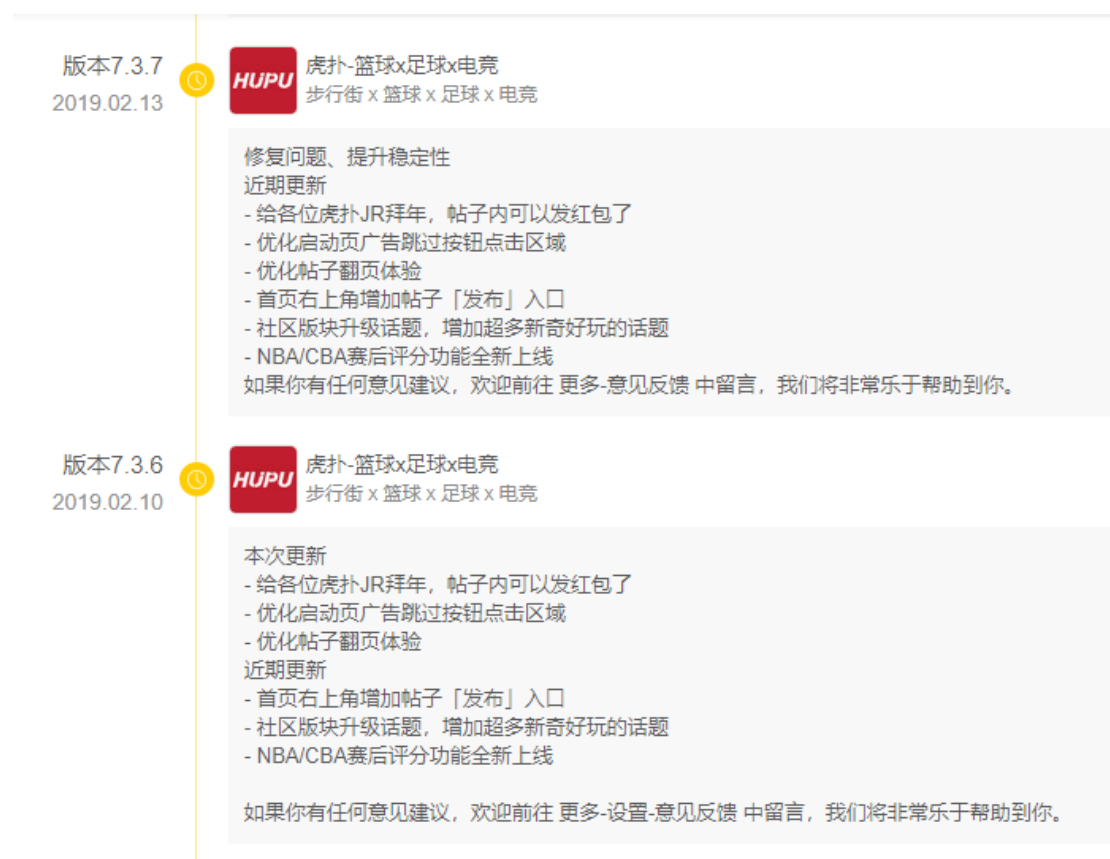 版本7.3.7
2019.02.13
HUPU
虎扑-篮球x足球x电竞
步行街 x 篮球 x 足球 x 电竞
修复问题、提升稳定性
近期更新
- 给各位虎扑JR拜年，帖子内可以发红包了
- 优化启动页广告跳过按钮点击区域
- 优化帖子翻页体验
- 首页右上角增加帖子「发布」入口
- 社区版块升级话题，增加超多新奇好玩的话题
- NBA/CBA赛后评分功能全新上线
如果你有任何意见建议，欢迎前往 更多-意见反馈 中留言，我们将非常乐于帮助到你。
版本7.3.6
2019.02.10
HUPU
虎扑-篮球x足球x电竞
步行街 x 篮球 x 足球 x 电竞
本次更新
- 给各位虎扑JR拜年，帖子内可以发红包了
- 优化启动页广告跳过按钮点击区域
- 优化帖子翻页体验
近期更新
- 首页右上角增加帖子「发布」入口
- 社区版块升级话题，增加超多新奇好玩的话题
- NBA/CBA赛后评分功能全新上线
如果你有任何意见建议，欢迎前往 更多-设置-意见反馈 中留言，我们将非常乐于帮助到你。